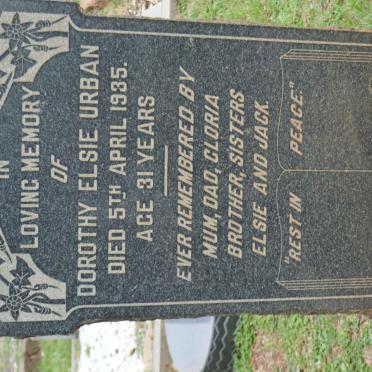 IN
LOVING MEMORY
OF
DOROTHY ELSIE URBAN
DIED 5TH APRIL 1935.
AGE 31 YEARS
EVER REMEMBERED BY
MUM, DAD, GLORIA
BROTHER, SISTERS
ELSIE AND JACK.
"REST IN PEACE."